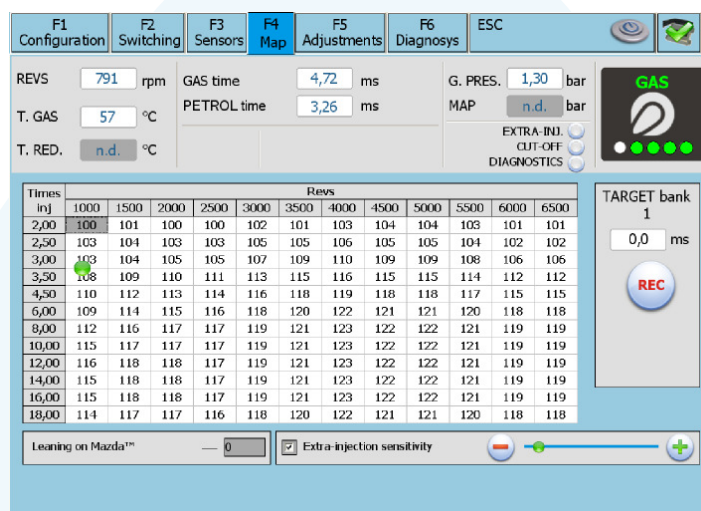 F1 F2 F3 F4 F5 F6 ESC
Configuration Switching Sensors Map Adjustments Diagnosys
REVS 791 rpm GAS time 4,72 ms G. PRES. 1,30 bar GAS
T. GAS 57 °C PETROL time 3,26 ms MAP n.d. bar
EXTRA-INJ.
T. RED. n.d. °C CUT-OFF
DIAGNOSTICS
Times Revs TARGET bank
inj 1000 1500 2000 2500 3000 3500 4000 4500 5000 5500 6000 6500 1
2,00 100 101 100 100 102 101 103 104 104 103 101 101
2,50 103 104 103 103 105 105 106 105 105 104 102 102 0,0 ms
3,00 103 104 105 105 107 109 110 109 109 108 106 106
3,50 108 109 110 111 113 115 116 115 115 114 112 112 REC
4,50 110 112 113 114 116 118 119 118 118 117 115 115
6,00 109 114 115 116 118 120 122 121 121 120 118 118
8,00 112 116 117 117 119 121 123 122 122 121 119 119
10,00 115 117 117 117 119 121 123 122 122 121 119 119
12,00 116 118 118 117 119 121 123 122 122 121 119 119
14,00 115 118 118 117 119 121 123 122 122 121 119 119
16,00 115 118 118 117 119 121 123 122 122 121 119 119
18,00 114 117 117 116 118 120 122 121 121 120 118 118
Leaning on Mazda™ — 0 Extra-injection sensitivity